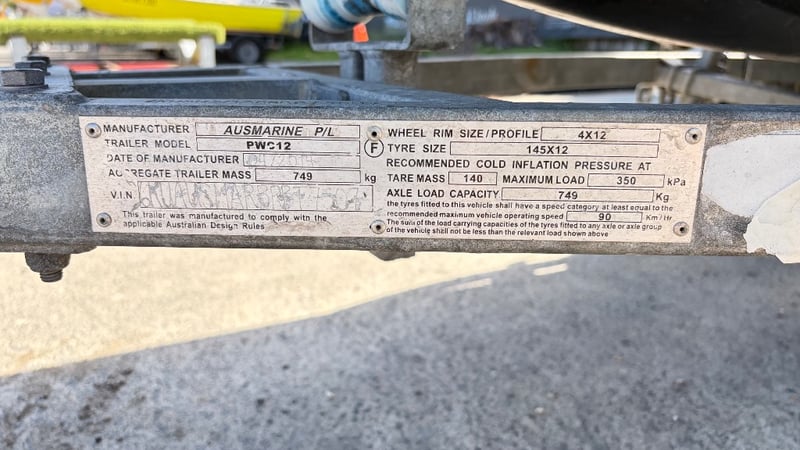 MANUFACTURER AUSMARINE P/L
TRAILER MODEL PWC12
DATE OF MANUFACTURER
AGGREGATE TRAILER MASS 749 kg
V.I.N.
This trailer was manufactured to comply with the
applicable Australian Design Rules
F
WHEEL RIM SIZE/PROFILE 4X12
TYRE SIZE 145X12
RECOMMENDED COLD INFLATION PRESSURE AT
TARE MASS 140 MAXIMUM LOAD 350 kPa
AXLE LOAD CAPACITY 749 Kg
the tyres fitted to this vehicle shall have a speed category at least equal to the
recommended maximum vehicle operating speed 90 Km/Hr
The sum of the load carrying capacities of the tyres fitted to any axle or axle group
of the vehicle shall not be less than the relevant load shown above